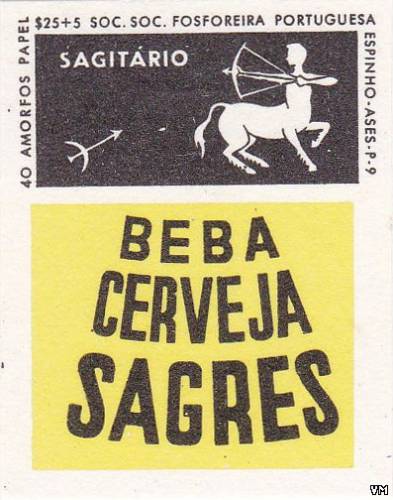 $25+5 SOC. SOC. FOSFOREIRA PORTUGUESA
40 AMORFOS PAPEL
ESPINHO-ASES-P-9
SAGITÁRIO
BEBA
CERVEJA
SAGRES
VM